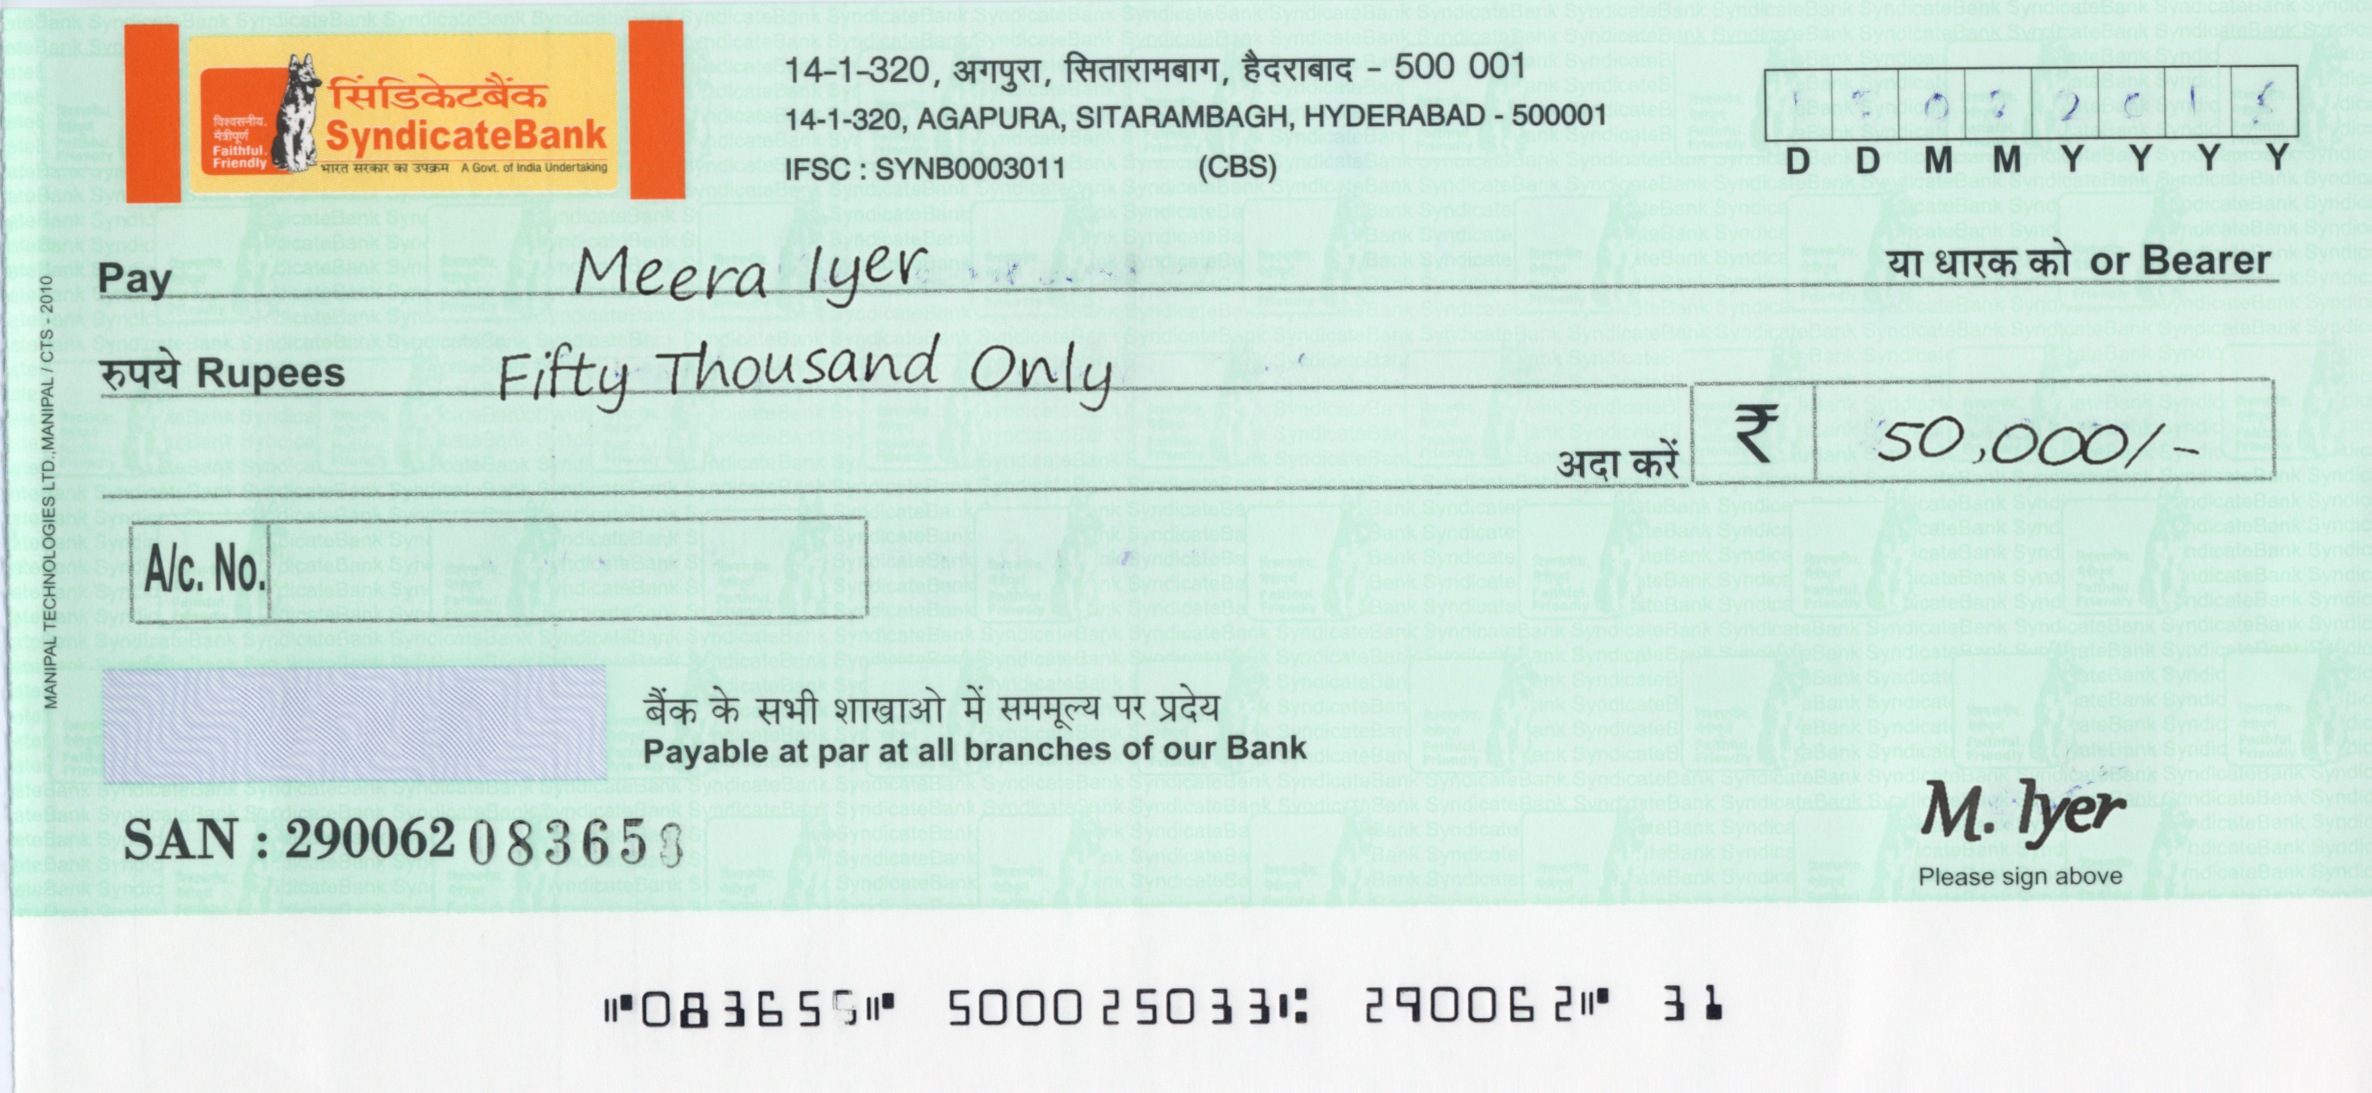 14-1-320, अगपुरा, सितारामबाग, हैदराबाद - 500 001
विश्वसनीय.
मैत्रीपूर्ण
Faithful.
Friendly
सिंडिकेटबैंक
SyndicateBank
भारत सरकार का उपक्रम A Govt. of India Undertaking
14-1-320, AGAPURA, SITARAMBAGH, HYDERABAD - 500001
IFSC : SYNB0003011 (CBS)
D D M M Y Y Y Y
Pay Meera Iyer या धारक को or Bearer
रुपये Rupees Fifty Thousand Only
अदा करें ₹ 50,000/-
A/c. No.
MANIPAL TECHNOLOGIES LTD.,MANIPAL / CTS - 2010
बैंक के सभी शाखाओ में सममूल्य पर प्रदेय
Payable at par at all branches of our Bank
SAN : 290062
M. Iyer
Please sign above
500025033 290062 31